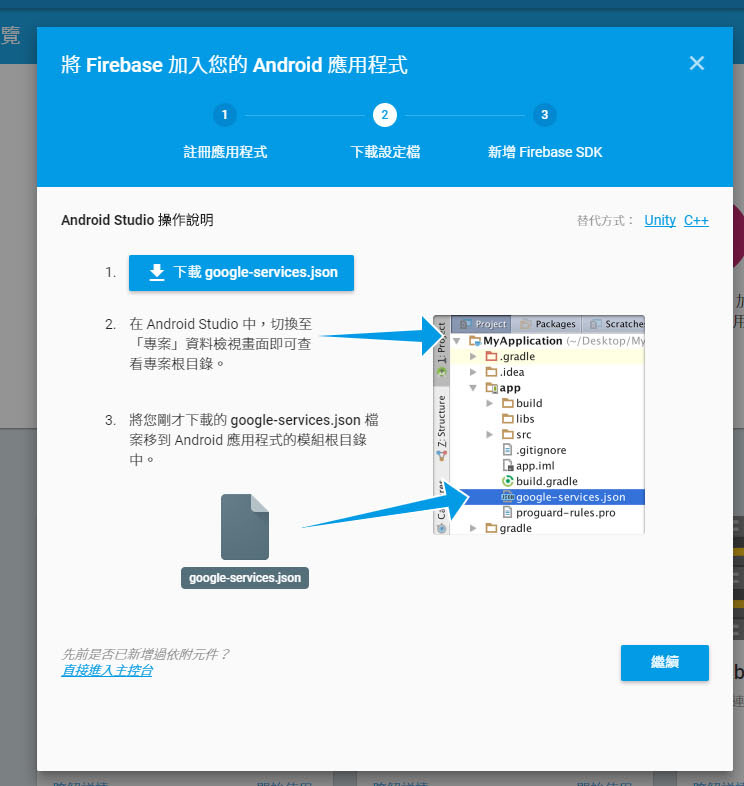 覽
將 Firebase 加入您的 Android 應用程式
1
2
3
註冊應用程式
下載設定檔
新增 Firebase SDK
Android Studio 操作說明
替代方式： Unity C++
1. 下載 google-services.json
2. 在 Android Studio 中，切換至
「專案」資料檢視畫面即可查
看專案根目錄。
3. 將您剛才下載的 google-services.json 檔
案移到 Android 應用程式的模組根目錄
中。
google-services.json
Project Packages Scratche
1: Project
Z: Structure
MyApplication (~/Desktop/My
.gradle
.idea
app
build
libs
src
.gitignore
app.iml
build.gradle
google-services.json
proguard-rules.pro
gradle
先前是否已新增過依附元件？
直接進入主控台
繼續
加
用